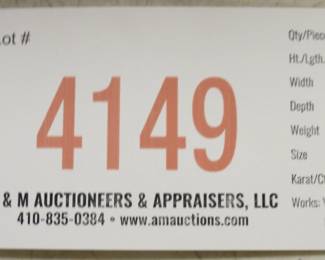 Lot #
4149
& M AUCTIONEERS & APPRAISERS, LLC
410-835-0384 • www.amauctions.com
Qty/Piec
Ht./Lgth.
Width
Depth
Weight
Size
Karat/C
Works: